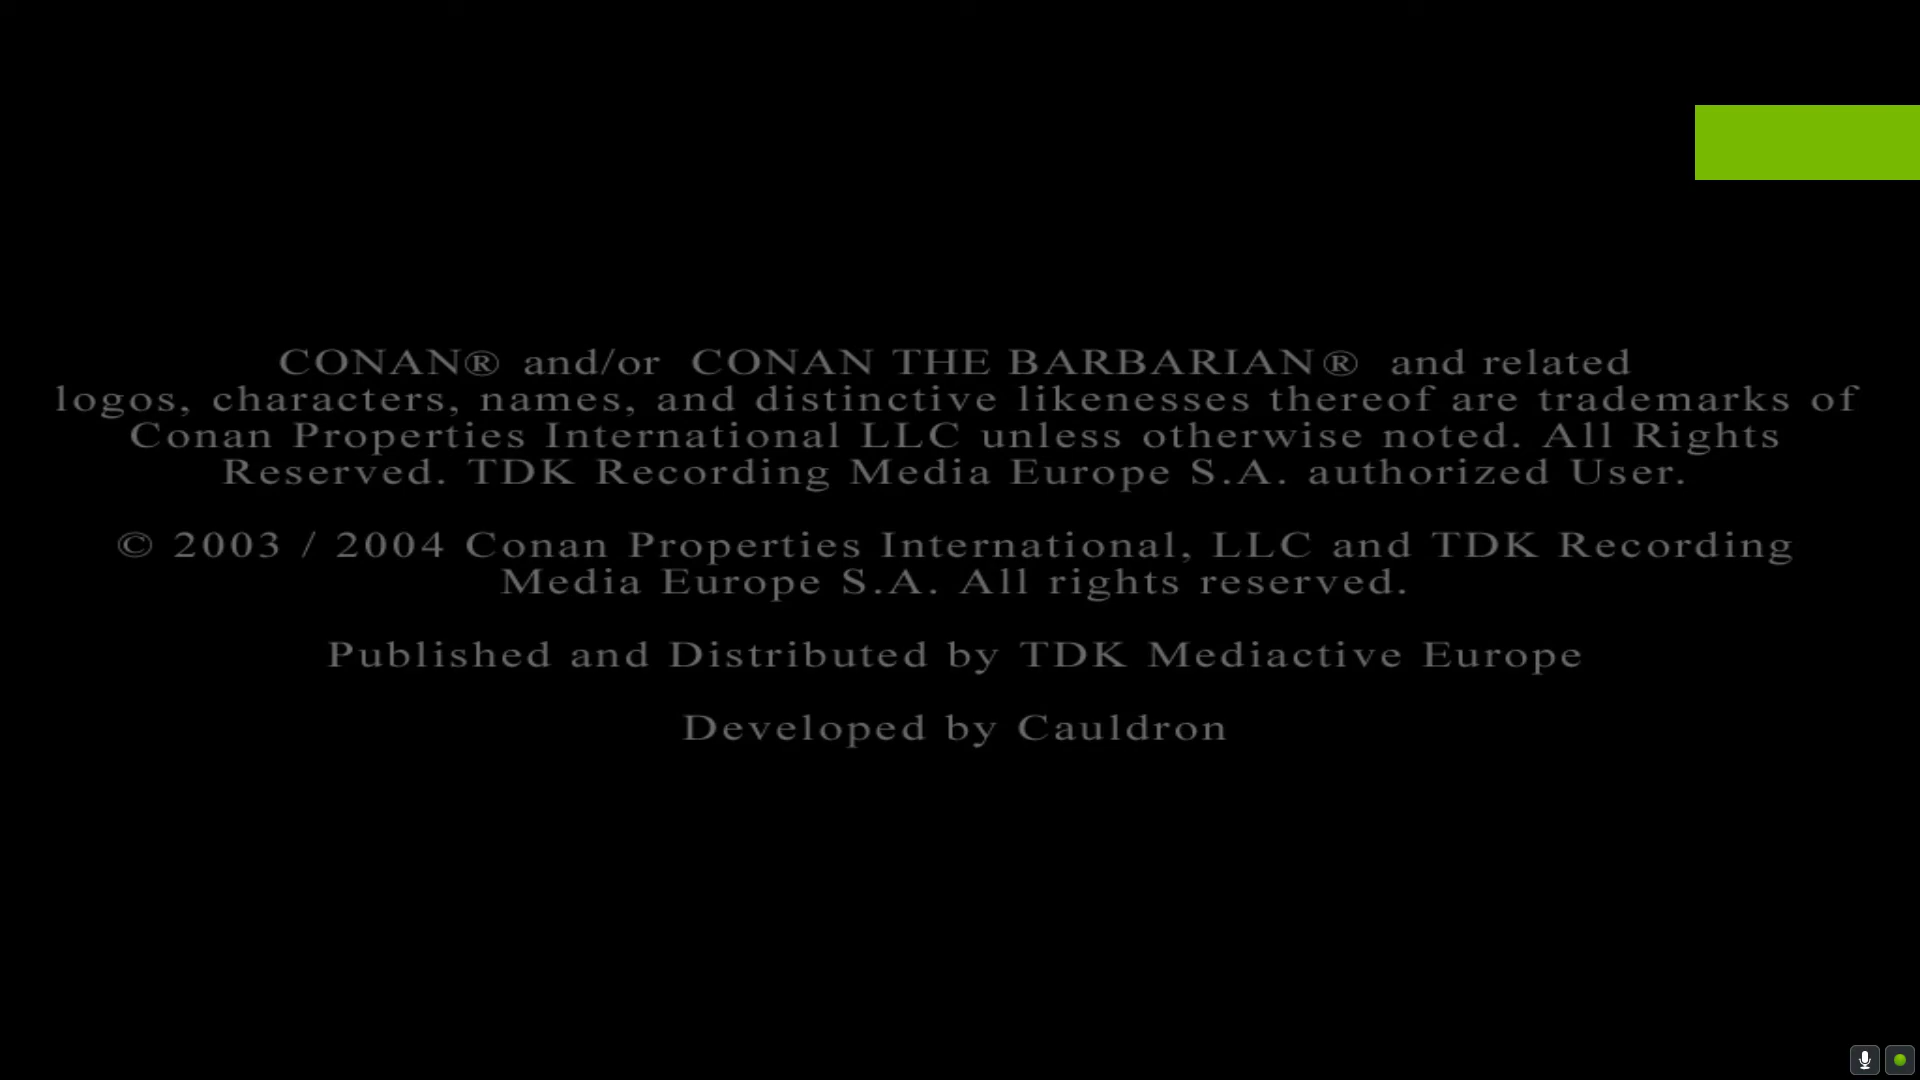 CONAN® and/or CONAN THE BARBARIAN® and related
logos, characters, names, and distinctive likenesses thereof are trademarks of
Conan Properties International LLC unless otherwise noted. All Rights
Reserved. TDK Recording Media Europe S.A. authorized User.
© 2003 / 2004 Conan Properties International, LLC and TDK Recording
Media Europe S.A. All rights reserved.
Published and Distributed by TDK Mediactive Europe
Developed by Cauldron